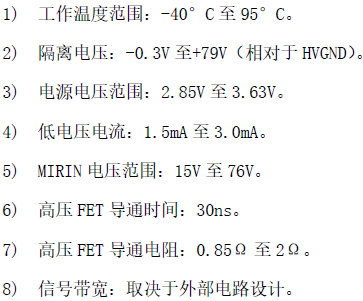 1) 工作温度范围：-40°C 至 95°C。
2) 隔离电压：-0.3V 至+79V（相对于 HVGND）。
3) 电源电压范围：2.85V 至 3.63V。
4) 低电压电流：1.5mA 至 3.0mA。
5) MIRIN 电压范围：15V 至 76V。
6) 高压 FET 导通时间：30ns。
7) 高压 FET 导通电阻：0.85Ω 至 2Ω。
8) 信号带宽：取决于外部电路设计。